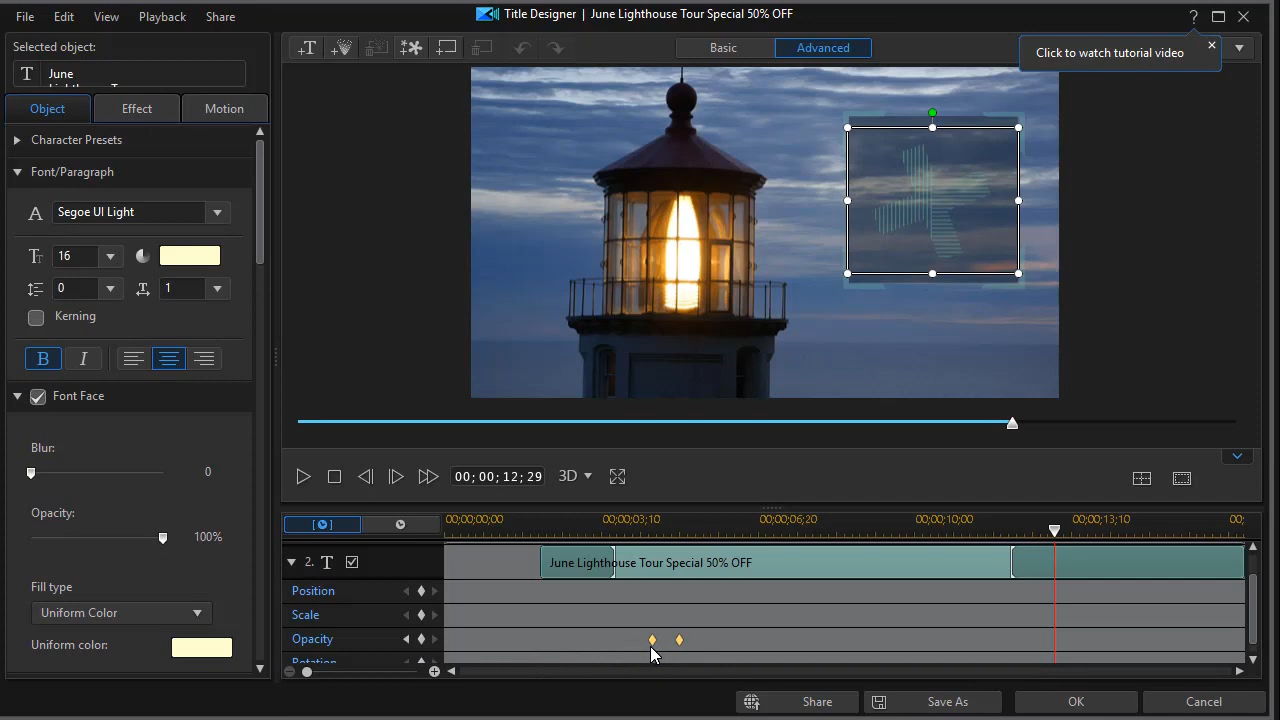 File Edit View Playback Share
Title Designer | June Lighthouse Tour Special 50% OFF
?
Selected object:
T June
Basic Advanced
Click to watch tutorial video
Object Effect Motion
Character Presets
Font/Paragraph
Segoe UI Light
16
0 1
Kerning
B I
Font Face
Blur:
0
Opacity:
100%
Fill type
Uniform Color
Uniform color:
00; 00; 12; 29
3D
00;00;00;00 00;00;03;10 00;00;06;20 00;00;10;00 00;00;13;10 00;
2. T June Lighthouse Tour Special 50% OFF
Position
Scale
Opacity
Rotation
Share Save As OK Cancel